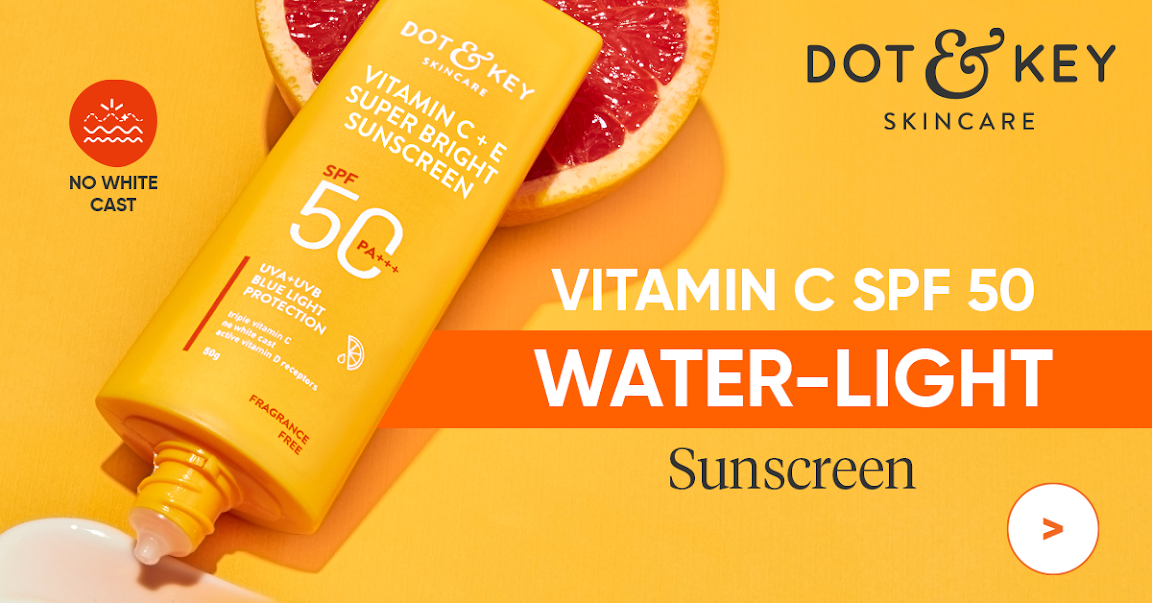 DOT & KEY
SKINCARE
VITAMIN C + E
SUPER BRIGHT
SUNSCREEN
SPF
50
PA+++
UVA+UVB
BLUE LIGHT
PROTECTION
triple vitamin C
no white cast
active vitamin D receptors
50g
FRAGRANCE
FREE
NO WHITE
CAST
DOT & KEY
SKINCARE
VITAMIN C SPF 50
WATER-LIGHT
Sunscreen
>